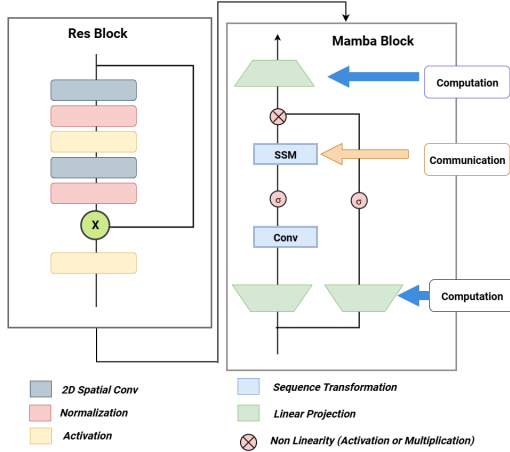 Res Block
X
Mamba Block
Computation
SSM
Communication
σ
σ
Conv
Computation
2D Spatial Conv
Normalization
Activation
Sequence Transformation
Linear Projection
Non Linearity (Activation or Multiplication)